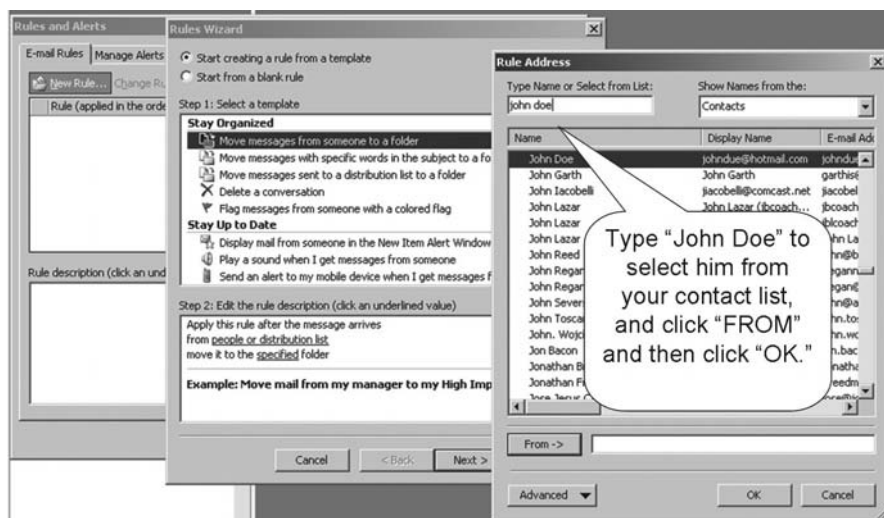 Rules and Alerts
E-mail Rules
Manage Alerts
New Rule...
Change Ru
Rule (applied in the orde
Rule description (click an und
Rules Wizard
Start creating a rule from a template
Start from a blank rule
Step 1: Select a template
Stay Organized
Move messages from someone to a folder
Move messages with specific words in the subject to a fo
Move messages sent to a distribution list to a folder
Delete a conversation
Flag messages from someone with a colored flag
Stay Up to Date
Display mail from someone in the New Item Alert Window
Play a sound when I get messages from someone
Send an alert to my mobile device when I get messages f
Step 2: Edit the rule description (click an underlined value)
Apply this rule after the message arrives
from people or distribution list
move it to the specified folder
Example: Move mail from my manager to my High Imp
Cancel
< Back
Next >
Rule Address
Type Name or Select from List:
Show Names from the:
john doe
Contacts
Name Display Name E-mail Add
John Doe johndue@hotmail.com johndue
John Garth John Garth garthis@
John Iacobelli jiacobelli@comcast.net jiacobel
John Lazar John Lazar (jbcoach... jbcoach
John Lazar
John Lazar
John Reed
John Regan
John Regan
John Sever
John Tosca
John. Wojci
Jon Bacon
Jonathan B
Jonathan F
Type “John Doe” to
select him from
your contact list,
and click “FROM”
and then click “OK.”
From ->
Advanced
OK
Cancel